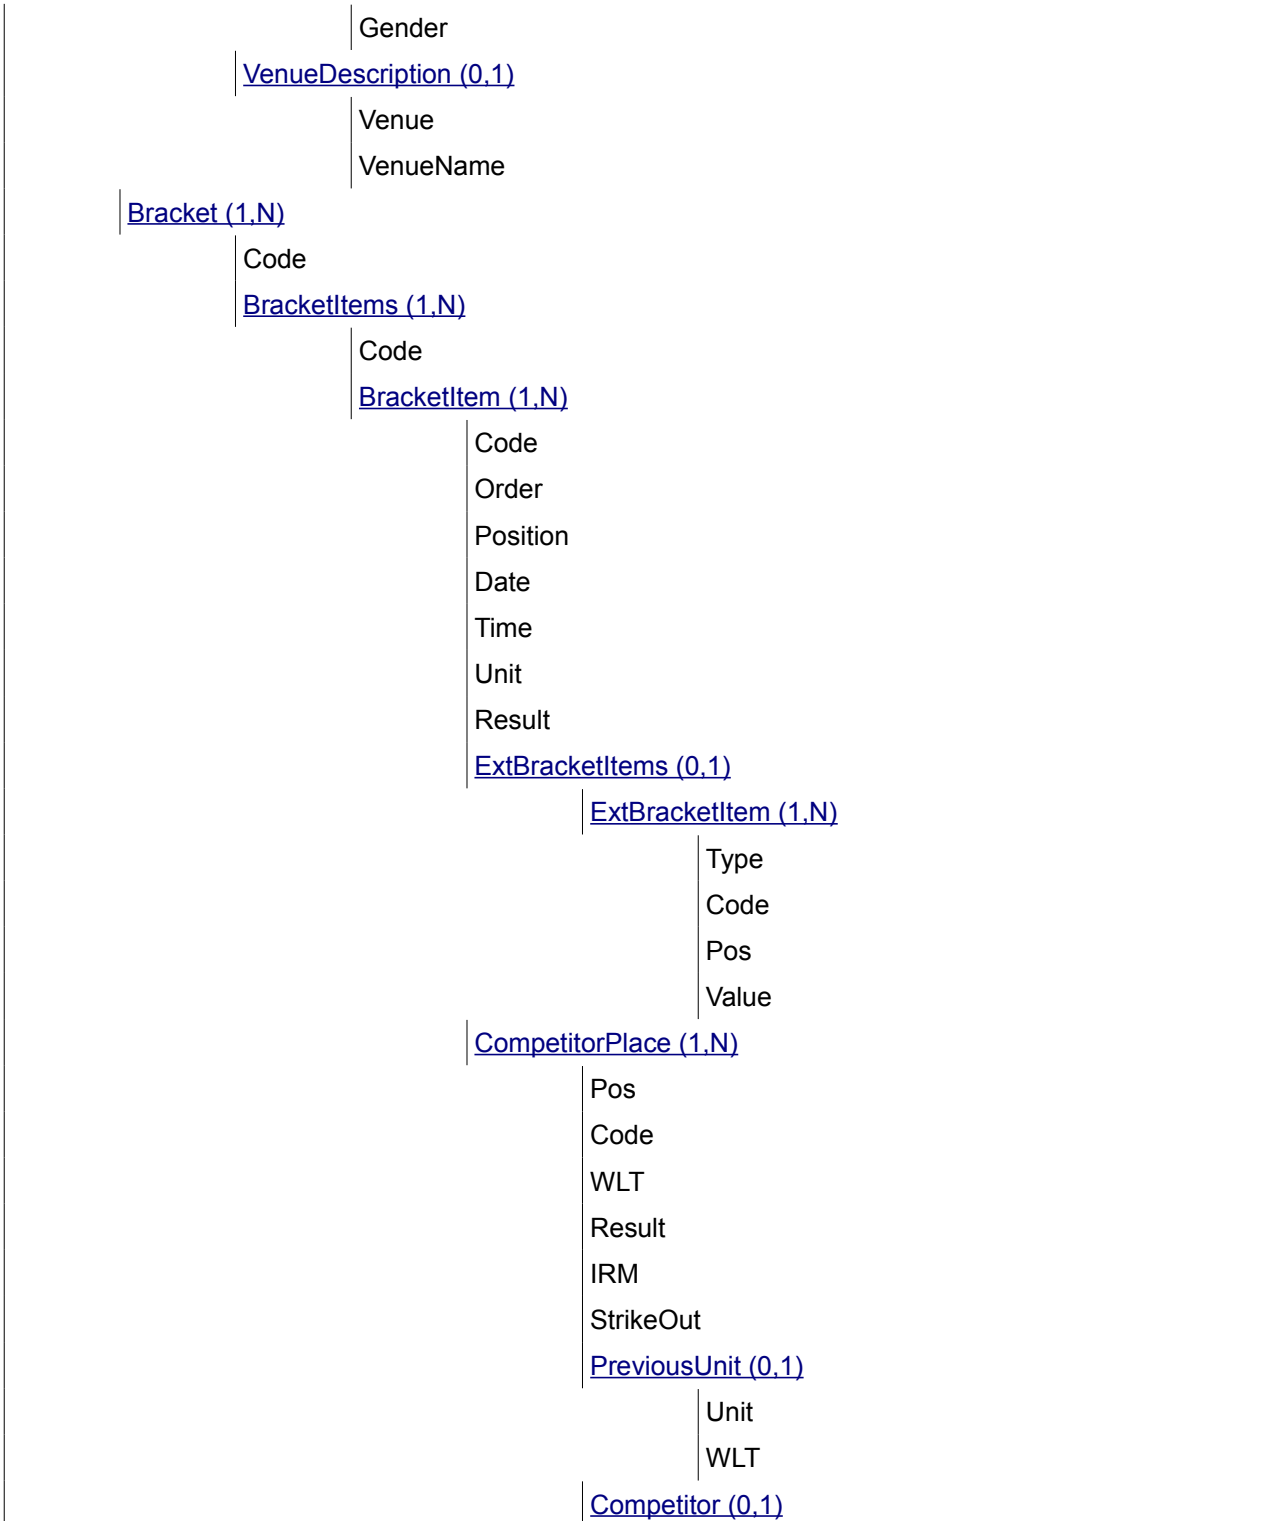 Gender
VenueDescription (0,1)
Venue
VenueName
Bracket (1,N)
Code
BracketItems (1,N)
Code
BracketItem (1,N)
Code
Order
Position
Date
Time
Unit
Result
ExtBracketItems (0,1)
ExtBracketItem (1,N)
Type
Code
Pos
Value
CompetitorPlace (1,N)
Pos
Code
WLT
Result
IRM
StrikeOut
PreviousUnit (0,1)
Unit
WLT
Competitor (0,1)